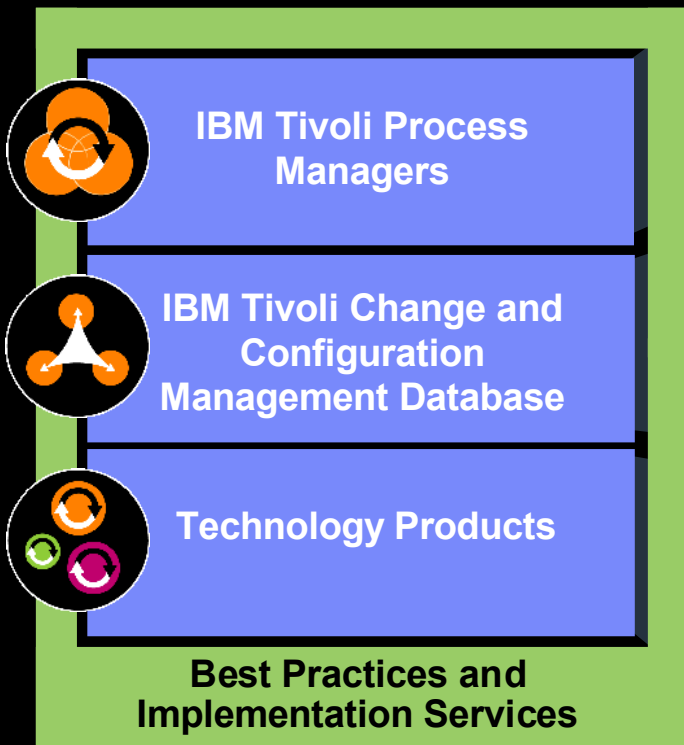 IBM Tivoli Process
Managers
IBM Tivoli Change and
Configuration
Management Database
Technology Products
Best Practices and
Implementation Services